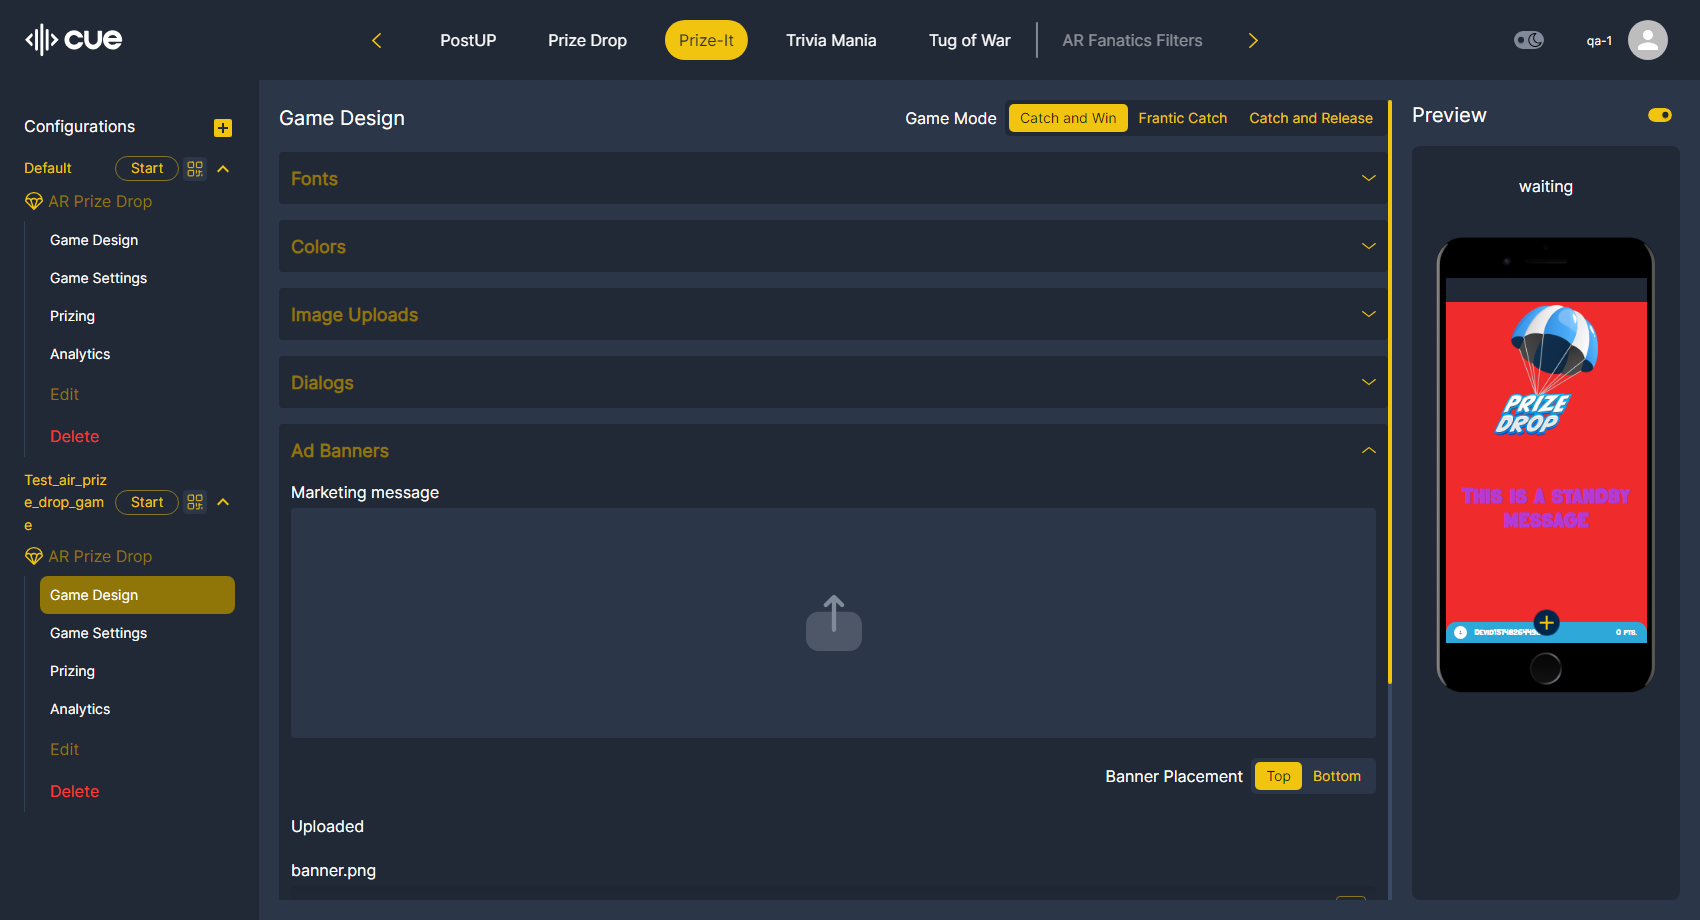 cue
PostUP
Prize Drop
Prize-It
Trivia Mania
Tug of War
AR Fanatics Filters
qa-1
Configurations
Default
Start
AR Prize Drop
Game Design
Game Settings
Prizing
Analytics
Edit
Delete
Test_air_priz
e_drop_gam
e
Start
AR Prize Drop
Game Design
Game Settings
Prizing
Analytics
Edit
Delete
Game Design
Game Mode
Catch and Win
Frantic Catch
Catch and Release
Fonts
Colors
Image Uploads
Dialogs
Ad Banners
Marketing message
Banner Placement
Top
Bottom
Uploaded
banner.png
Preview
waiting
PRIZE
DROP
THIS IS A STANDBY
MESSAGE
0 PTS.